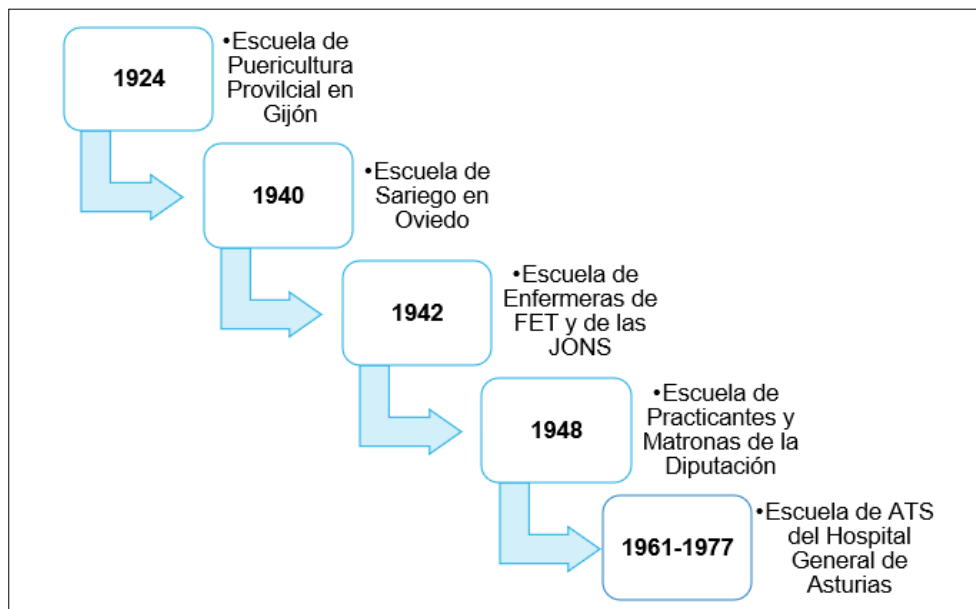 1924
•Escuela de
Puericultura
Provilcial en
Gijón
1940
•Escuela de
Sariego en
Oviedo
1942
•Escuela de
Enfermeras de
FET y de las
JONS
1948
•Escuela de
Practicantes y
Matronas de la
Diputación
1961-1977
•Escuela de ATS
del Hospital
General de
Asturias